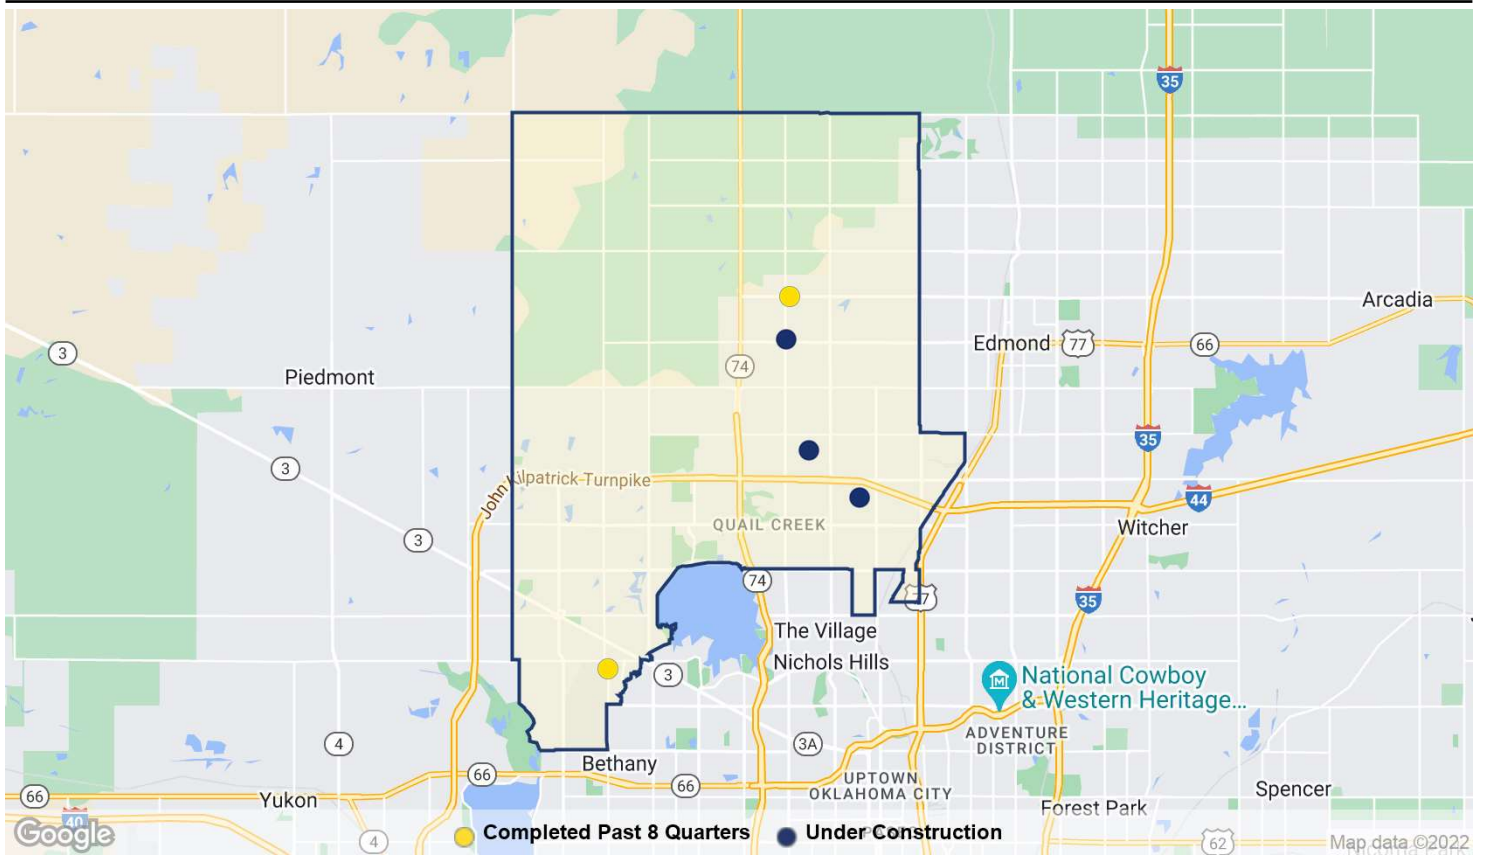 35
3
Arcadia
Edmond
77
66
74
Piedmont
35
3
John Kilpatrick Turnpike
44
QUAIL CREEK
Witcher
3
74
77
35
The Village
Nichols Hills
3
National Cowboy
& Western Heritage...
ADVENTURE
DISTRICT
4
3A
Bethany
66
66
UPTOWN
OKLAHOMA CITY
Spencer
66
Yukon
Forest Park
40
Google
4
Completed Past 8 Quarters
Under Construction
62
Map data ©2022